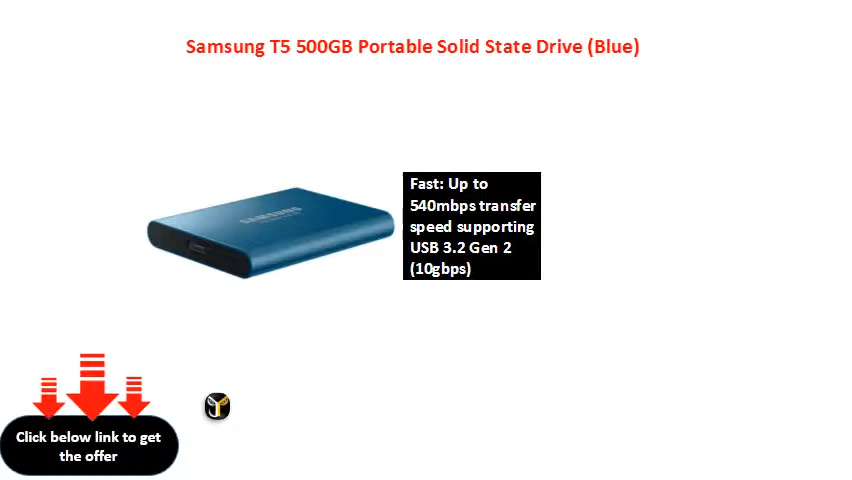 Samsung T5 500GB Portable Solid State Drive (Blue)
SAMSUNG
Fast: Up to
540mbps transfer
speed supporting
USB 3.2 Gen 2
(10gbps)
Click below link to get
the offer